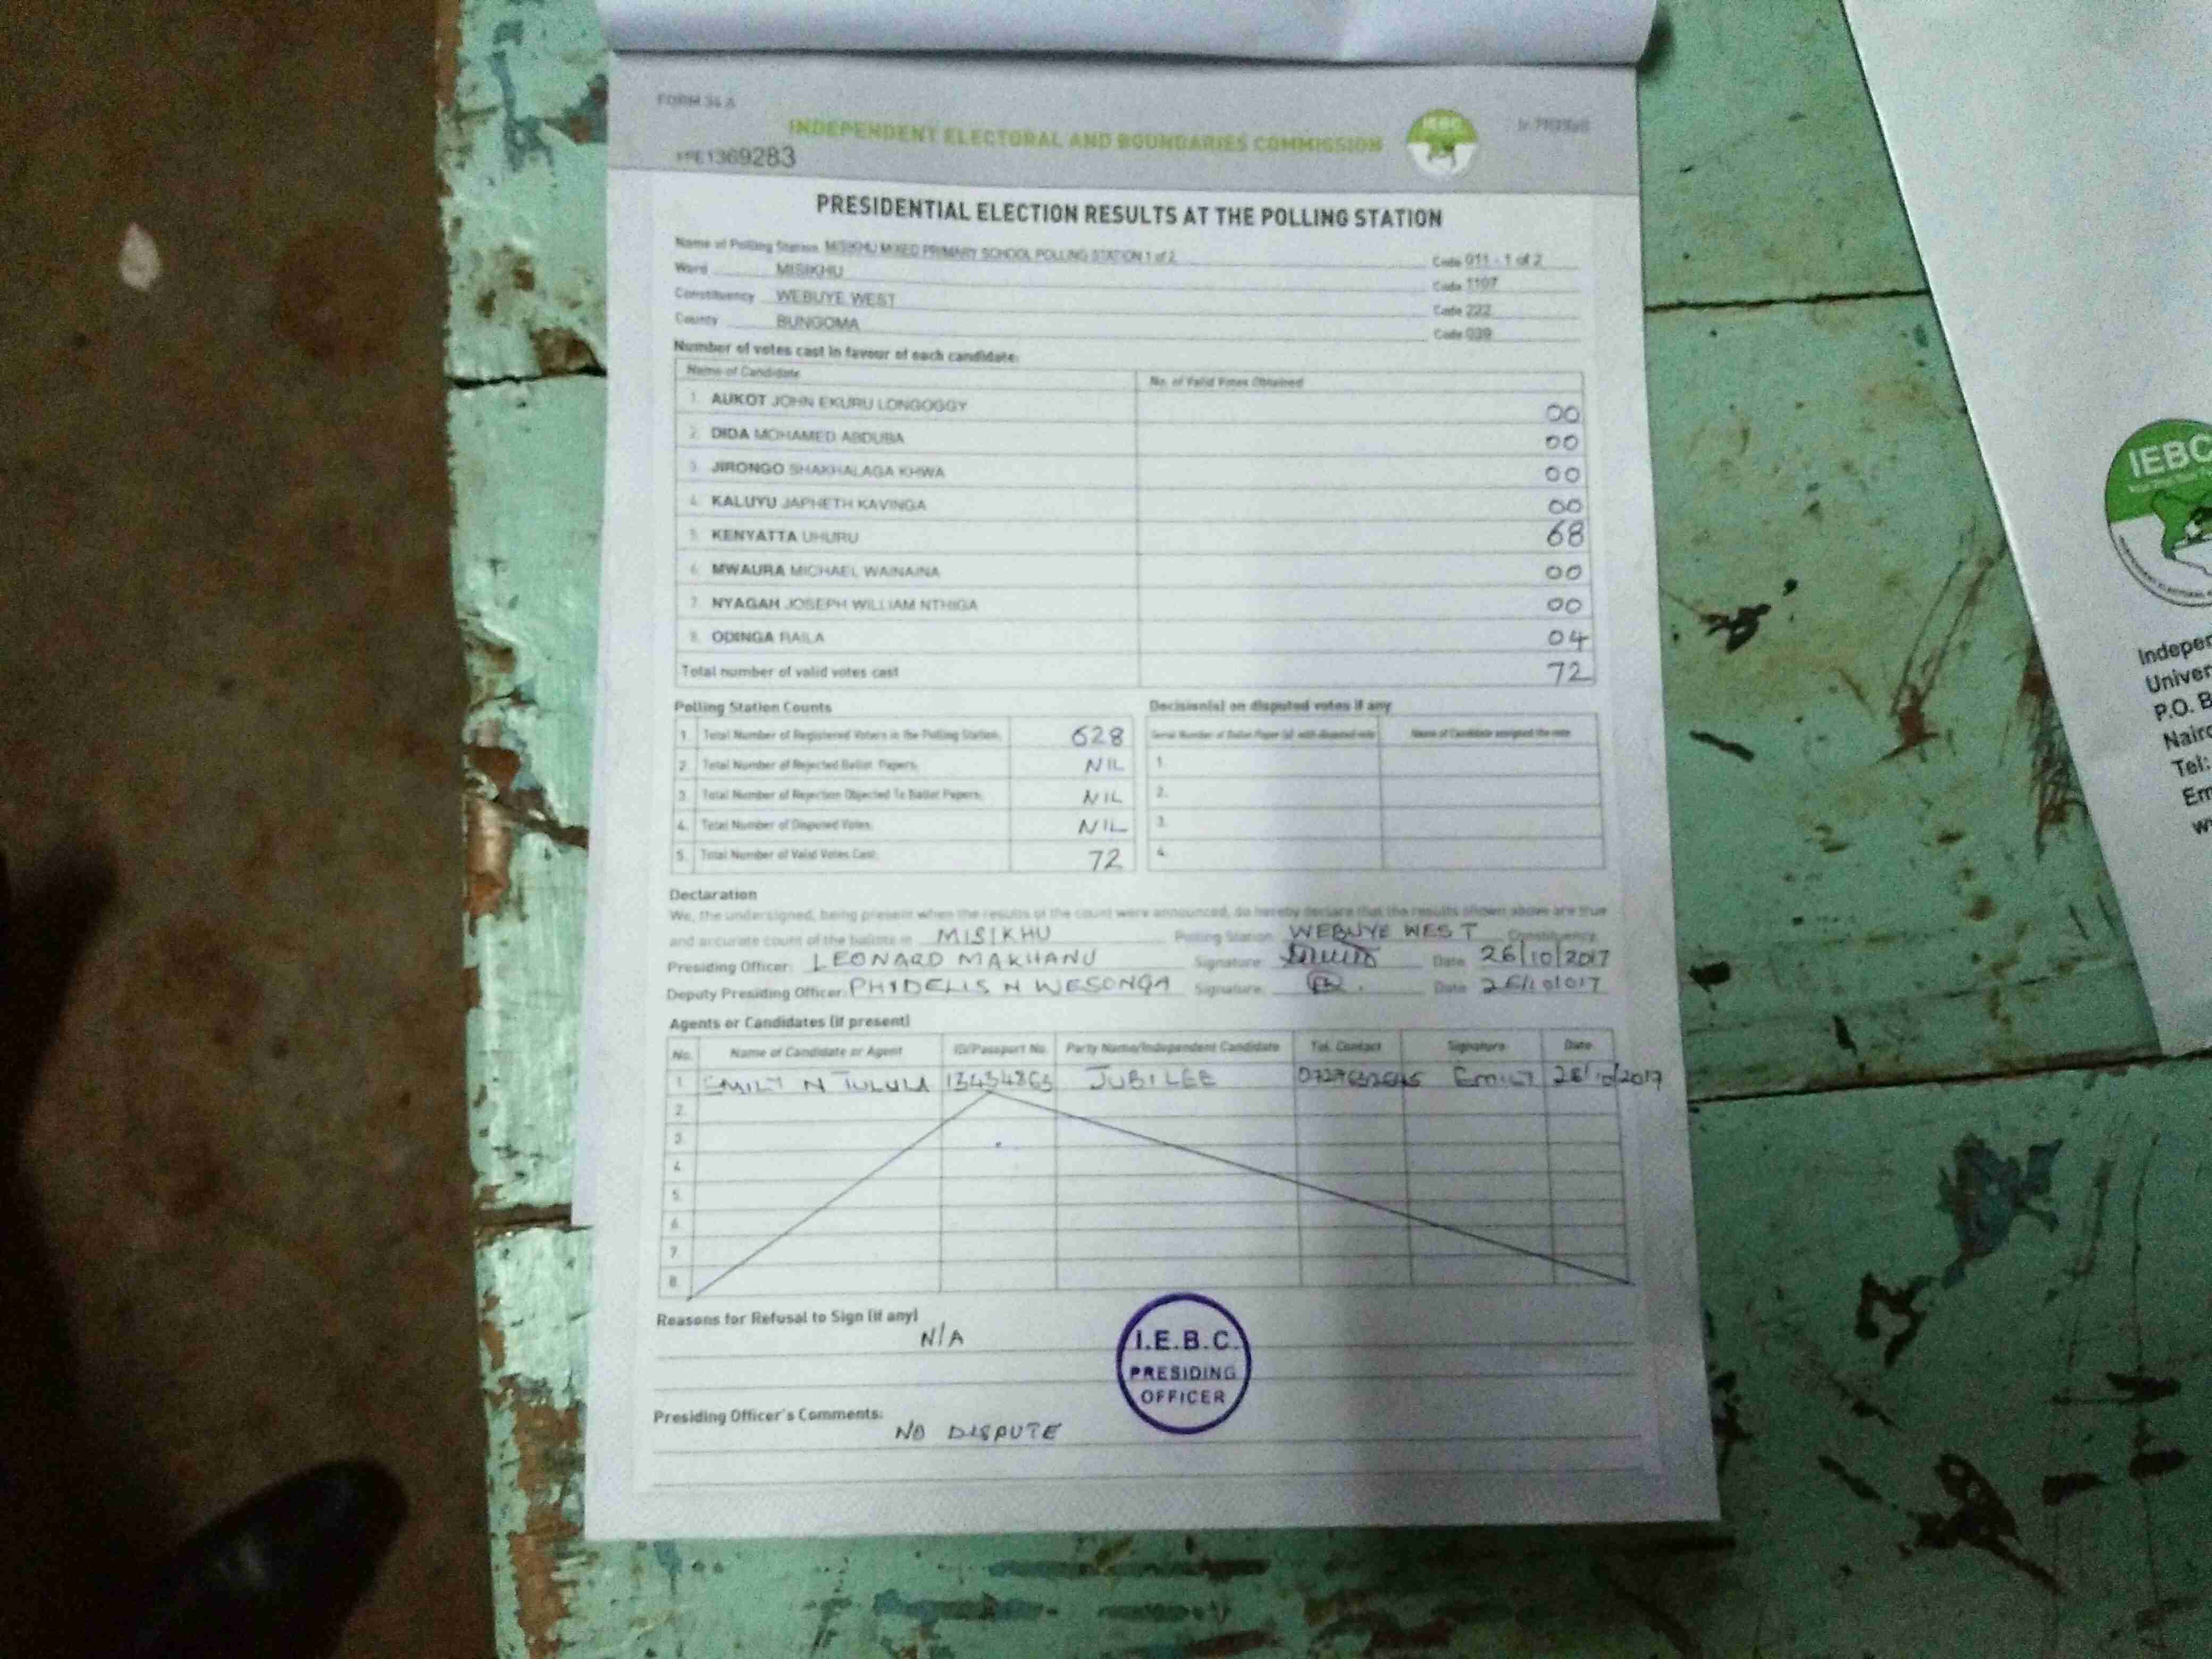 FORM 34 A
INDEPENDENT ELECTORAL AND BOUNDARIES COMMISSION
IEBC
1369283
PRESIDENTIAL ELECTION RESULTS AT THE POLLING STATION
Name of Polling Station MISIKHU MIXED PRIMARY SCHOOL POLLING STATION 1 of 2 Code 011 - 1 of 2
Ward MISIKHU Code 1107
Constituency WEBUYE WEST Code 222
County BUNGOMA Code 039
Number of votes cast in favour of each candidate:
Name of Candidate No. of Valid Votes Obtained
1. AUKOT JOHN EKURU LONGOGGY 00
2. DIDA MOHAMED ABDUBA 00
3. JIRONGO SHAKHALAGA KHWA 00
4. KALUYU JAPHETH KAVINGA 00
5. KENYATTA UHURU 68
6. MWAURA MICHAEL WAINAINA 00
7. NYAGAH JOSEPH WILLIAM NTHIGA 00
8. ODINGA RAILA 04
Total number of valid votes cast 72
Polling Station Counts
1. Total Number of Registered Voters in the Polling Station 628
2. Total Number of Rejected Ballot Papers NIL
3. Total Number of Rejection Objected To Ballot Papers NIL
4. Total Number of Disputed Votes NIL
5. Total Number of Valid Votes Cast 72
Decision(s) on disputed votes if any
Serial Number of Ballot Paper (s) with disputed vote Name of Candidate assigned the vote
1.
2.
3.
4.
Declaration
We, the undersigned, being present when the results of the count were announced, do hereby declare that the results shown above are true
and accurate count of the ballots in MISIKHU Polling Station WEBUYE WEST Constituency
Presiding Officer: LEONARD MAKHANU Signature: Date 26/10/2017
Deputy Presiding Officer: PHIDELIS N WESONGA Signature: Date
Agents or Candidates (if present)
No. Name of Candidate or Agent ID/Passport No. Party Name/Independent Candidate Tel. Contact Signature Date
1. EMILY N TULULA 13434863 JUBILEE EMILY 26/10/2017
2.
3.
4.
5.
6.
7.
8.
Reasons for Refusal to Sign (if any)
N/A
I.E.B.C.
PRESIDING
OFFICER
Presiding Officer's Comments:
NO DISPUTE
IEBC
P.O. B
Tel: